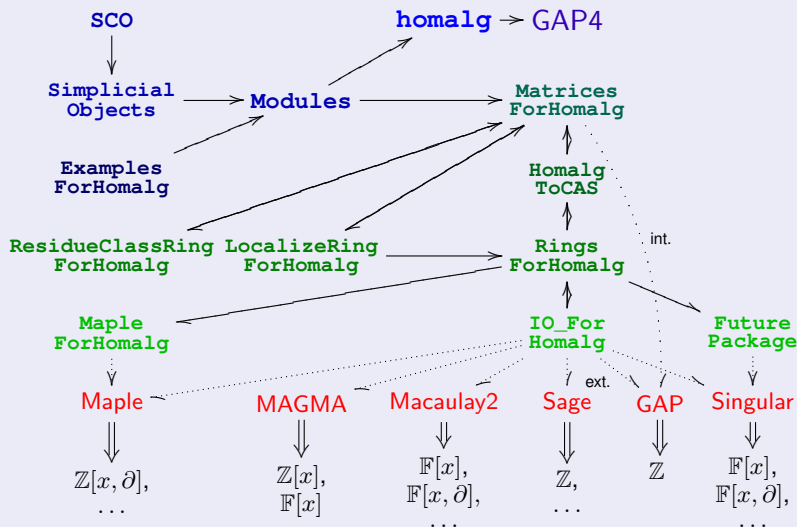 SCO
homalg
GAP4
Simplicial
Objects
Modules
Matrices
ForHomalg
Examples
ForHomalg
Homalg
ToCAS
ResidueClassRing
ForHomalg
LocalizeRing
ForHomalg
Rings
ForHomalg
int.
Maple
ForHomalg
IO_For
Homalg
Future
Package
ext.
Maple
MAGMA
Macaulay2
Sage
GAP
Singular
ℤ[x, ∂],
...
ℤ[x],
𝔽[x]
𝔽[x],
𝔽[x, ∂],
...
ℤ,
...
ℤ
𝔽[x],
𝔽[x, ∂],
...